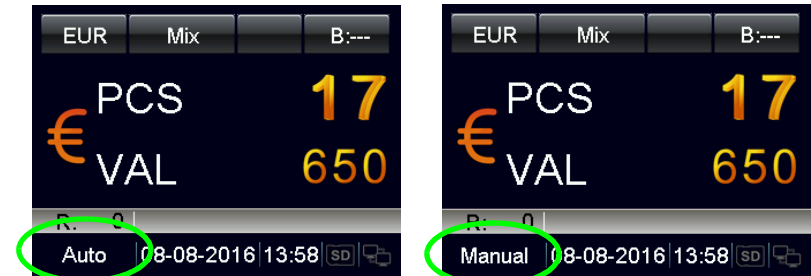 EUR Mix B:---
PCS 17
€
VAL 650
R: 0
Auto 08-08-2016 13:58 SD
EUR Mix B:---
PCS 17
€
VAL 650
R: 0
Manual 08-08-2016 13:58 SD